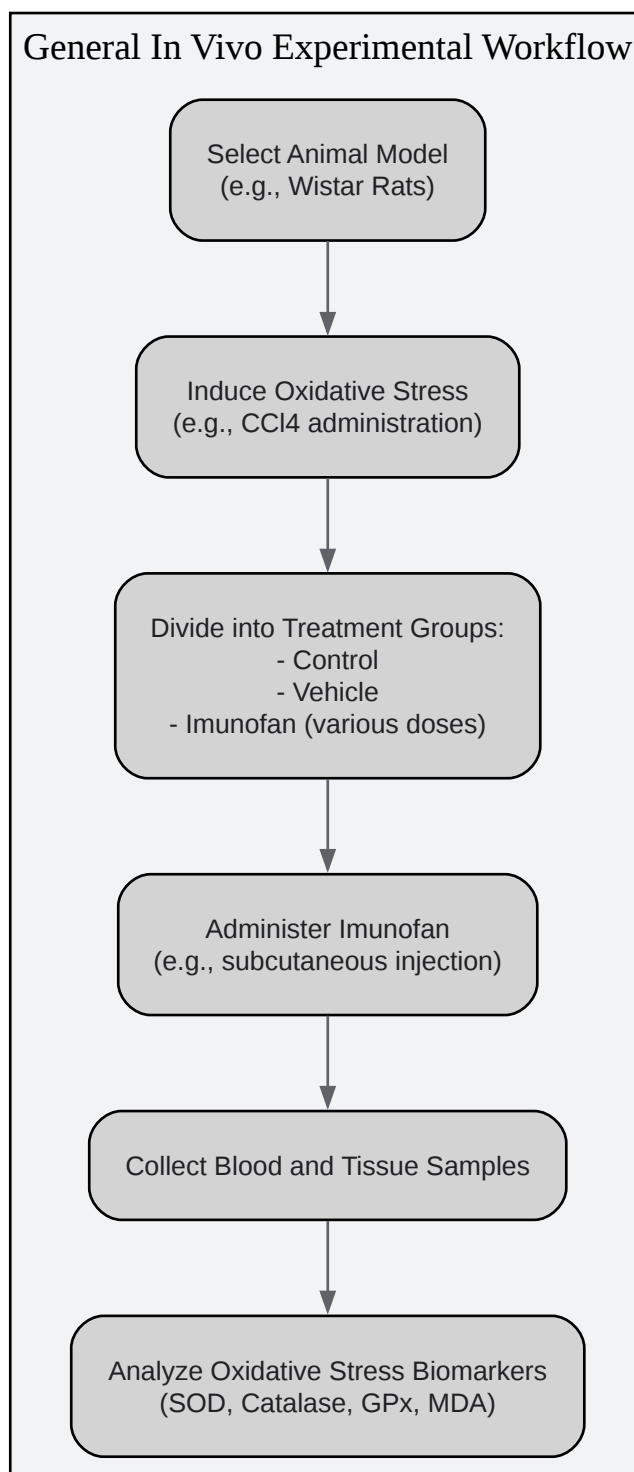 General In Vivo Experimental Workflow
Select Animal Model
(e.g., Wistar Rats)
Induce Oxidative Stress
(e.g., CCl4 administration)
Divide into Treatment Groups:
- Control
- Vehicle
- Imunofan (various doses)
Administer Imunofan
(e.g., subcutaneous injection)
Collect Blood and Tissue Samples
Analyze Oxidative Stress Biomarkers
(SOD, Catalase, GPx, MDA)